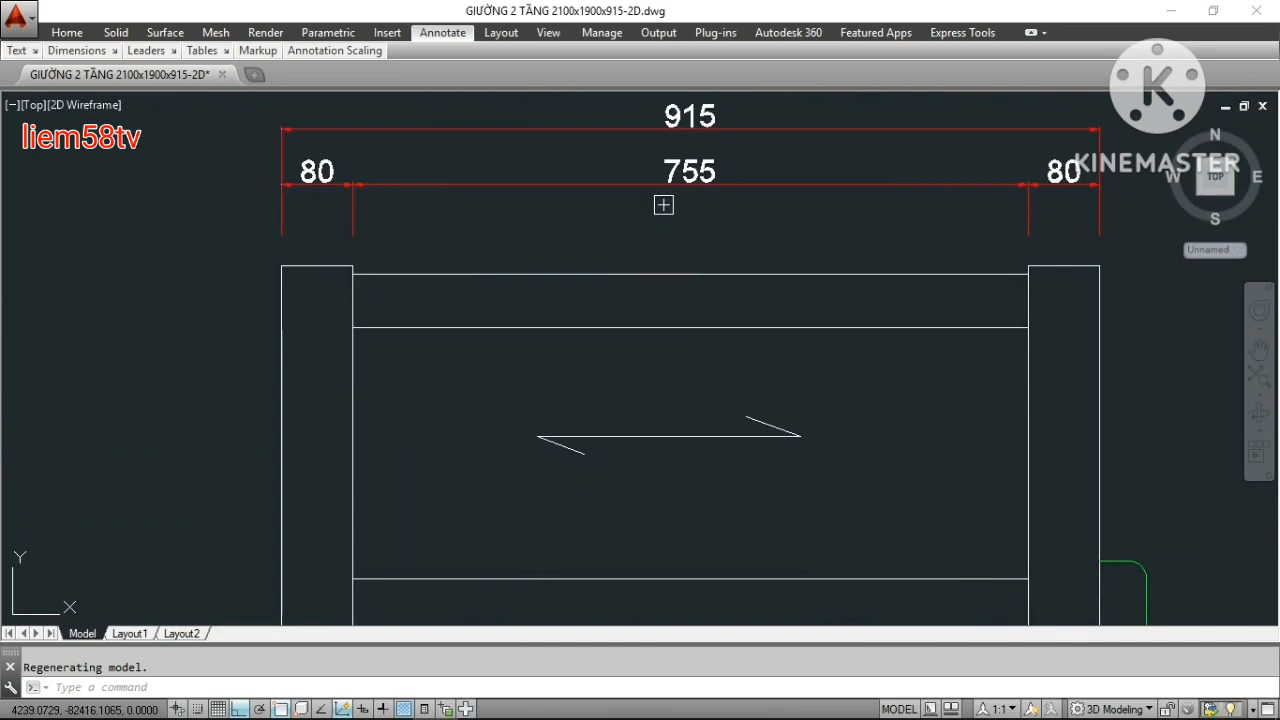 GIƯỜNG 2 TẦNG 2100x1900x915-2D.dwg
Home Solid Surface Mesh Render Parametric Insert Annotate Layout View Manage Output Plug-ins Autodesk 360 Featured Apps Express Tools
Text Dimensions Leaders Tables Markup Annotation Scaling
GIƯỜNG 2 TẦNG 2100x1900x915-2D*
[−][Top][2D Wireframe]
liem58tv
915
K
KINEMASTER
N
W
TOP
E
S
80
755
80
Unnamed
Y
X
Model Layout1 Layout2
Regenerating model.
Type a command
4239.0729, -82416.1065, 0.0000
MODEL
1:1
3D Modeling